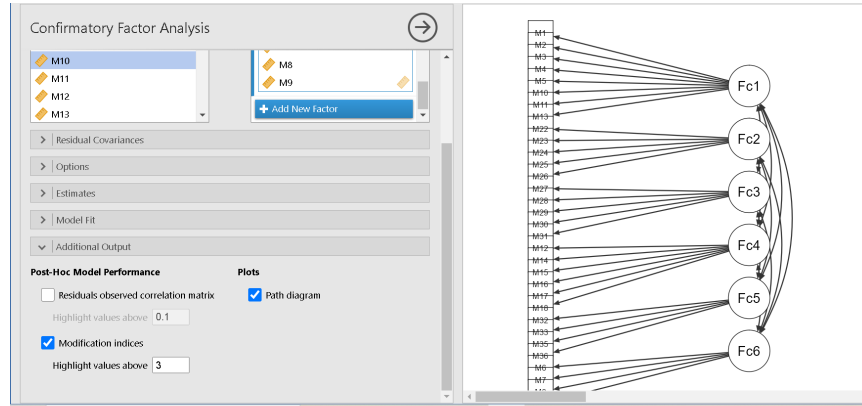 Confirmatory Factor Analysis
M10
M11
M12
M13
M8
M9
+ Add New Factor
Residual Covariances
Options
Estimates
Model Fit
Additional Output
Post-Hoc Model Performance
Residuals observed correlation matrix
Highlight values above 0.1
Modification indices
Highlight values above 3
Plots
Path diagram
M1
M2
M3
M4
M5
M10
M11
M13
M22
M23
M24
M25
M26
M27
M28
M29
M30
M31
M12
M14
M15
M16
M17
M18
M32
M33
M35
M36
M6
M7
Fc1
Fc2
Fc3
Fc4
Fc5
Fc6